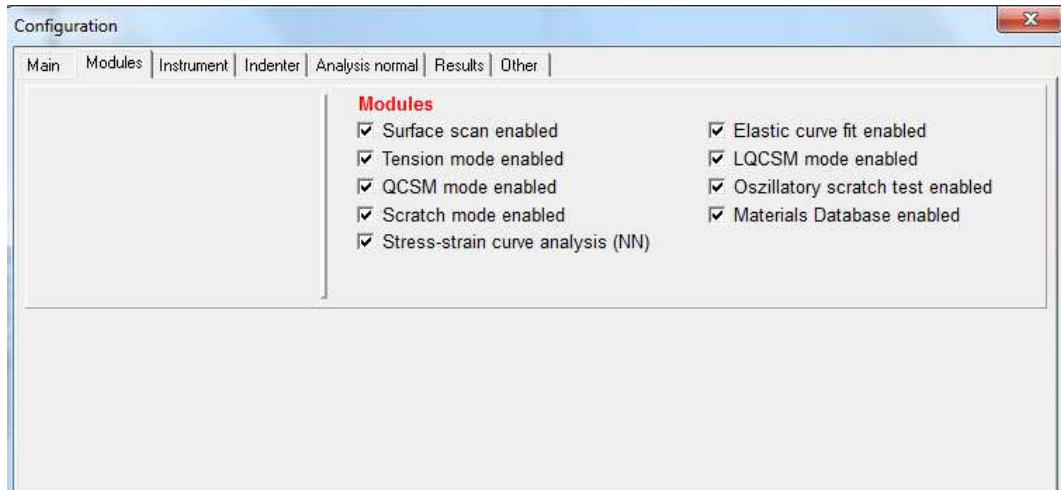 Configuration
Main Modules Instrument Indenter Analysis normal Results Other
Modules
Surface scan enabled
Tension mode enabled
QCSM mode enabled
Scratch mode enabled
Stress-strain curve analysis (NN)
Elastic curve fit enabled
LQCSM mode enabled
Oszillatory scratch test enabled
Materials Database enabled